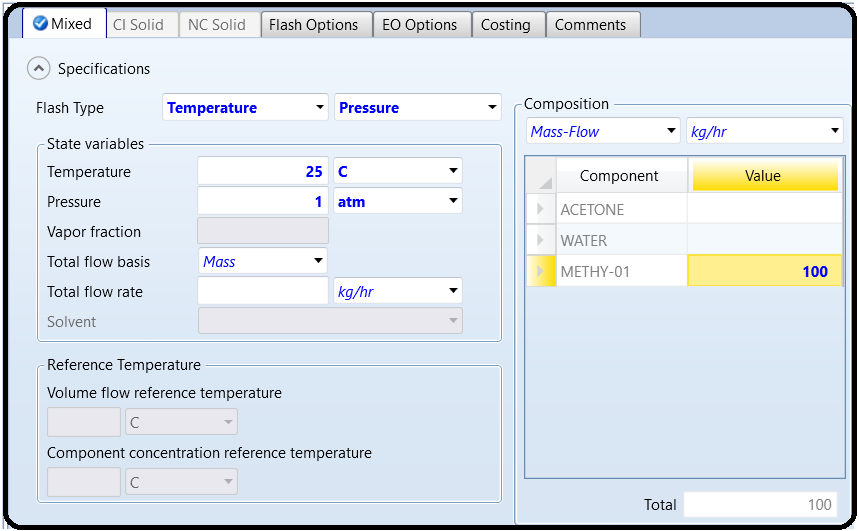 Mixed CI Solid NC Solid Flash Options EO Options Costing Comments
Specifications
Flash Type Temperature Pressure
State variables
Temperature 25 C
Pressure 1 atm
Vapor fraction
Total flow basis Mass
Total flow rate kg/hr
Solvent
Reference Temperature
Volume flow reference temperature
C
Component concentration reference temperature
C
Composition
Mass-Flow kg/hr
Component Value
ACETONE
WATER
METHY-01 100
Total 100